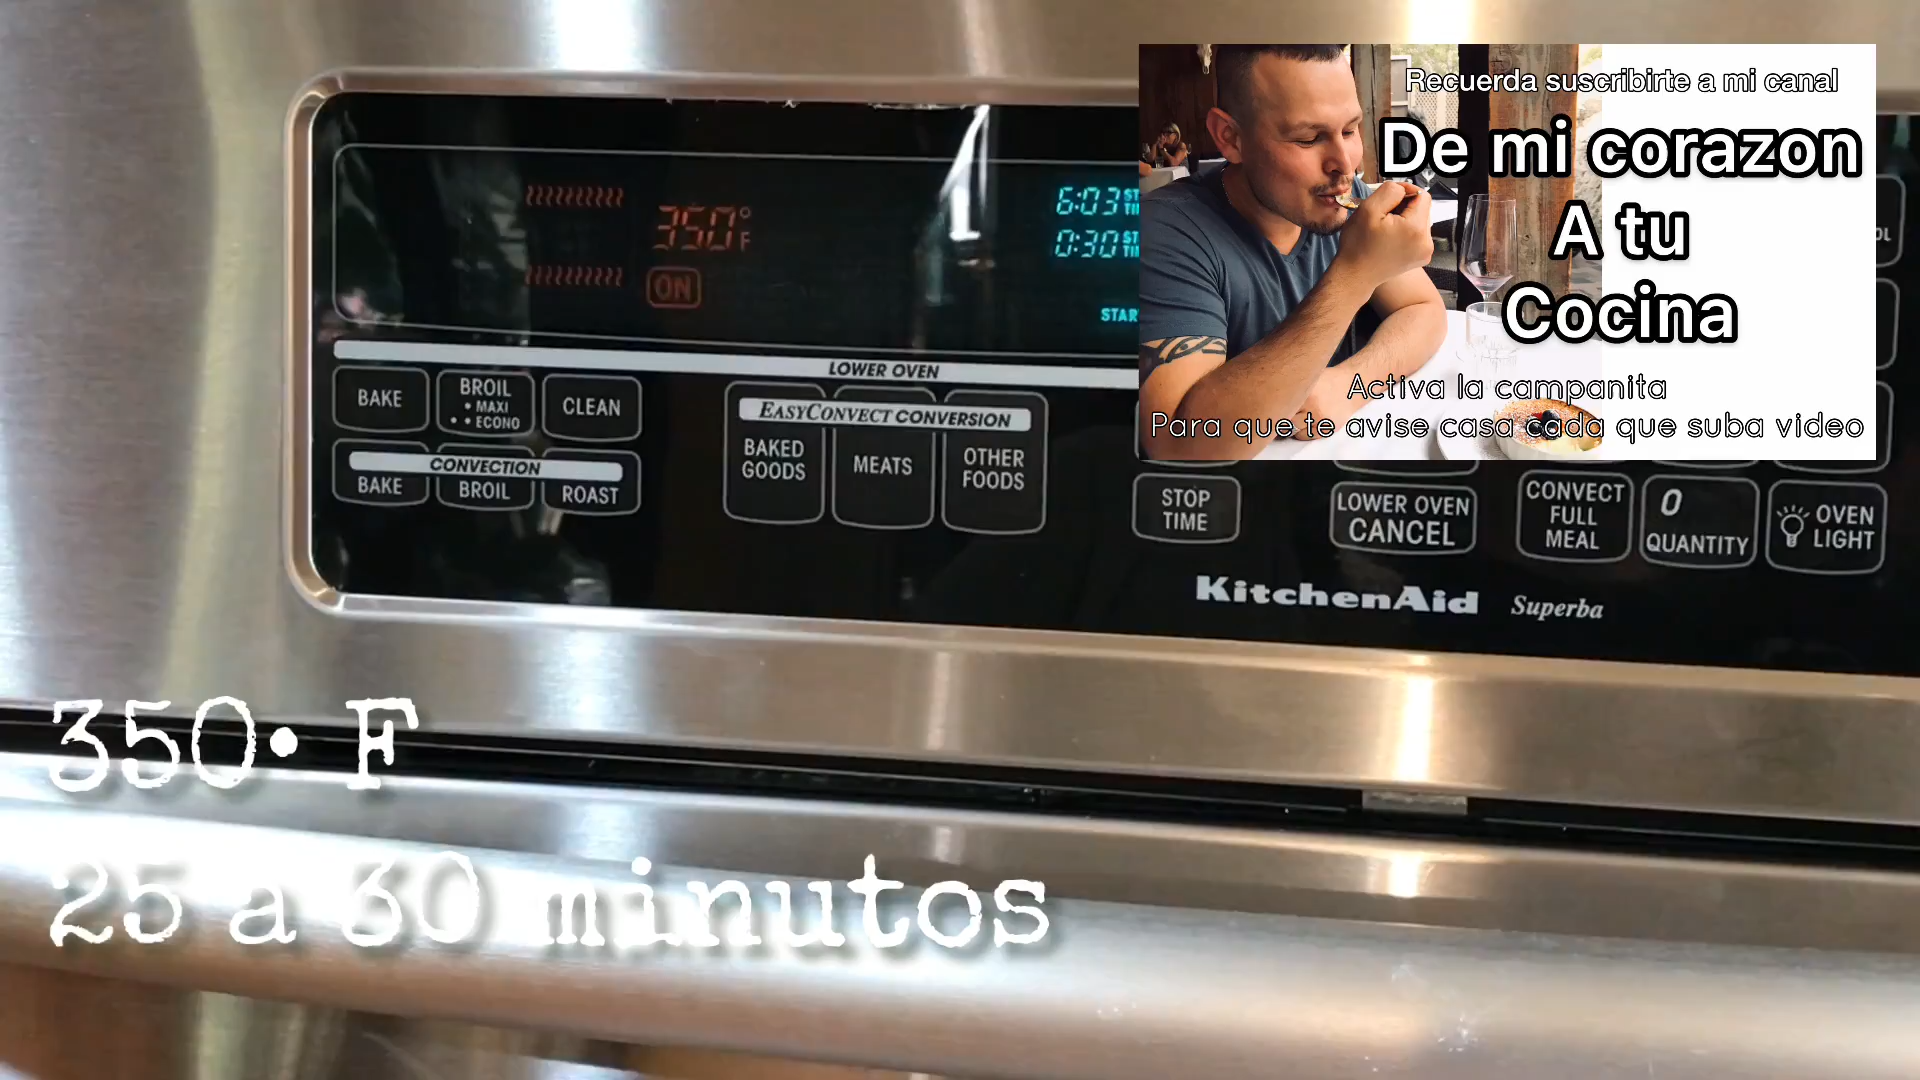 Recuerda suscribirte a mi canal
De mi corazon
A tu
Cocina
Activa la campanita
Para que te avise casa cada que suba video
350°F
ON
6:03
0:30
LOWER OVEN
BAKE
BROIL
• MAXI
• • ECONO
CLEAN
CONVECTION
BAKE
BROIL
ROAST
EASYCONVECT CONVERSION
BAKED
GOODS
MEATS
OTHER
FOODS
STOP
TIME
LOWER OVEN
CANCEL
CONVECT
FULL
MEAL
0
QUANTITY
OVEN
LIGHT
KitchenAid Superba
350• F
25 a 30 minutos